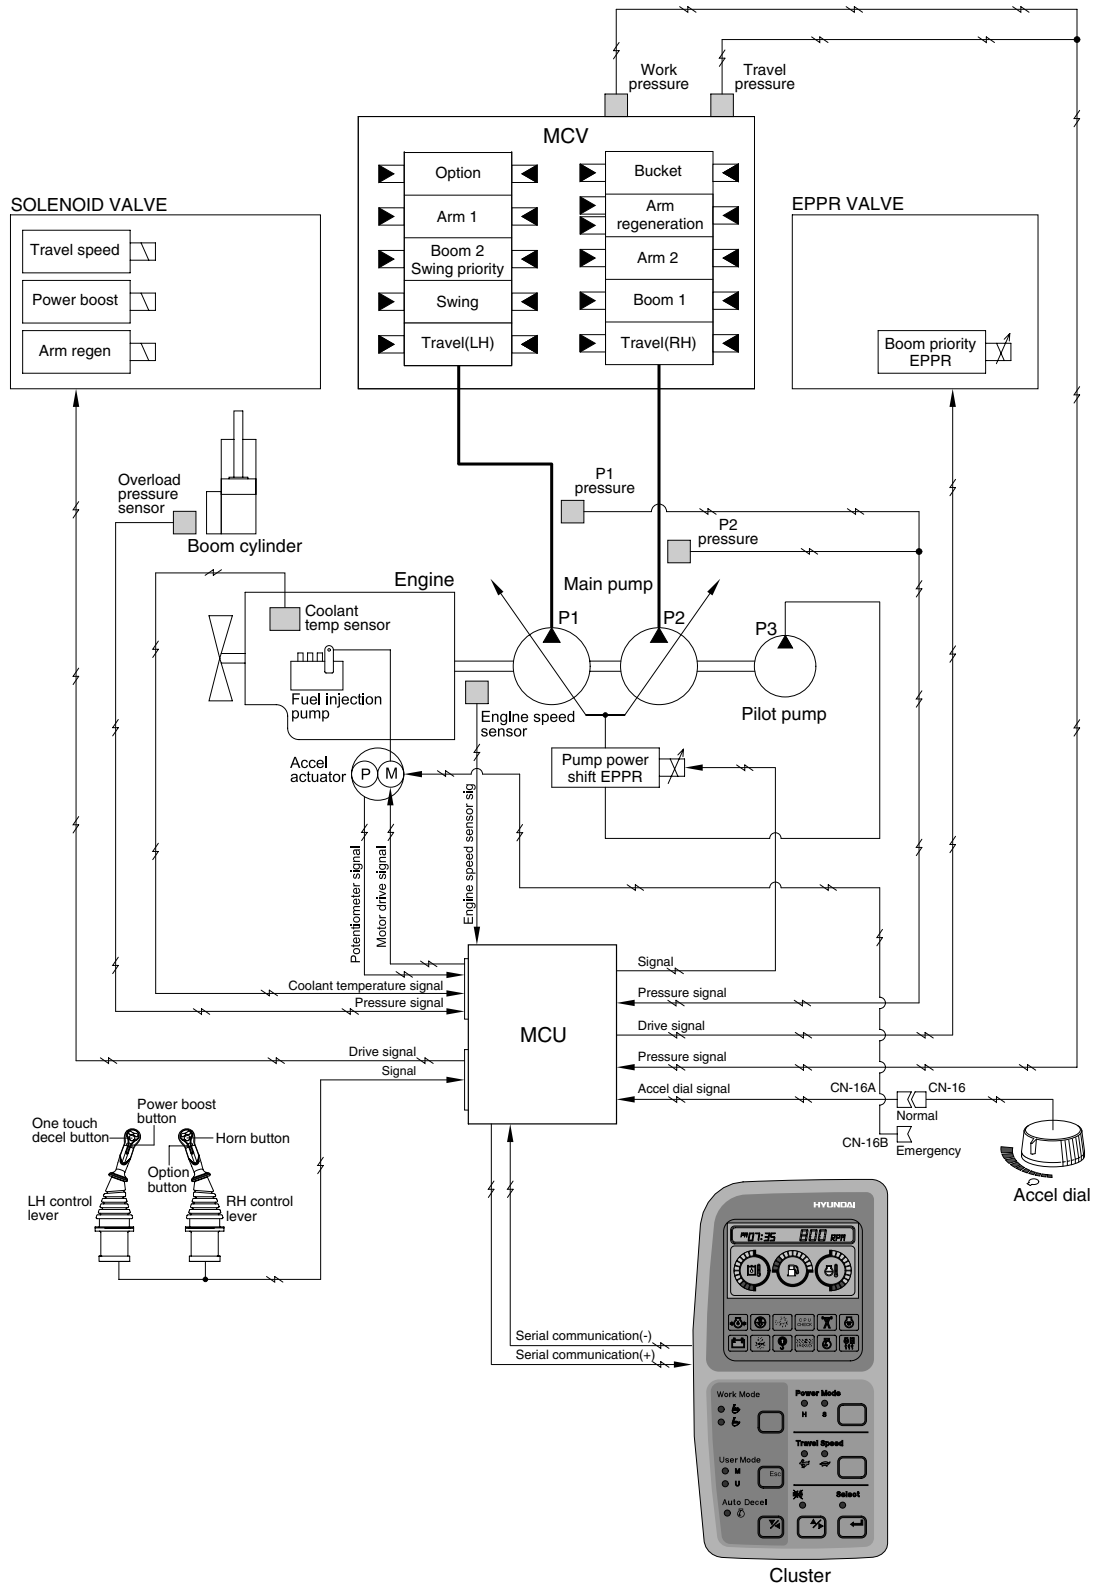 Work
pressure
Travel
pressure
MCV
Option
Arm 1
Boom 2
Swing priority
Swing
Travel(LH)
Bucket
Arm
regeneration
Arm 2
Boom 1
Travel(RH)
SOLENOID VALVE
Travel speed
Power boost
Arm regen
EPPR VALVE
Boom priority
EPPR
Overload
pressure
sensor
Boom cylinder
P1
pressure
P2
pressure
Engine
Main pump
Coolant
temp sensor
Fuel injection
pump
P1
P2
P3
Engine speed
sensor
Pilot pump
Accel
actuator
P
M
Pump power
shift EPPR
Potentiometer signal
Motor drive signal
Engine speed sensor sig
MCU
Coolant temperature signal
Pressure signal
Drive signal
Signal
Signal
Pressure signal
Drive signal
Pressure signal
Accel dial signal
CN-16A
CN-16
Normal
CN-16B
Emergency
Accel dial
Power boost
button
One touch
decel button
Horn button
Option
button
LH control
lever
RH control
lever
Serial communication(-)
Serial communication(+)
HYUNDAI
PM 07:35
800 RPM
CPU
CHECK
Work Mode
Power Mode
H
S
Travel Speed
User Mode
M
U
Esc
Auto Decel
Select
Cluster